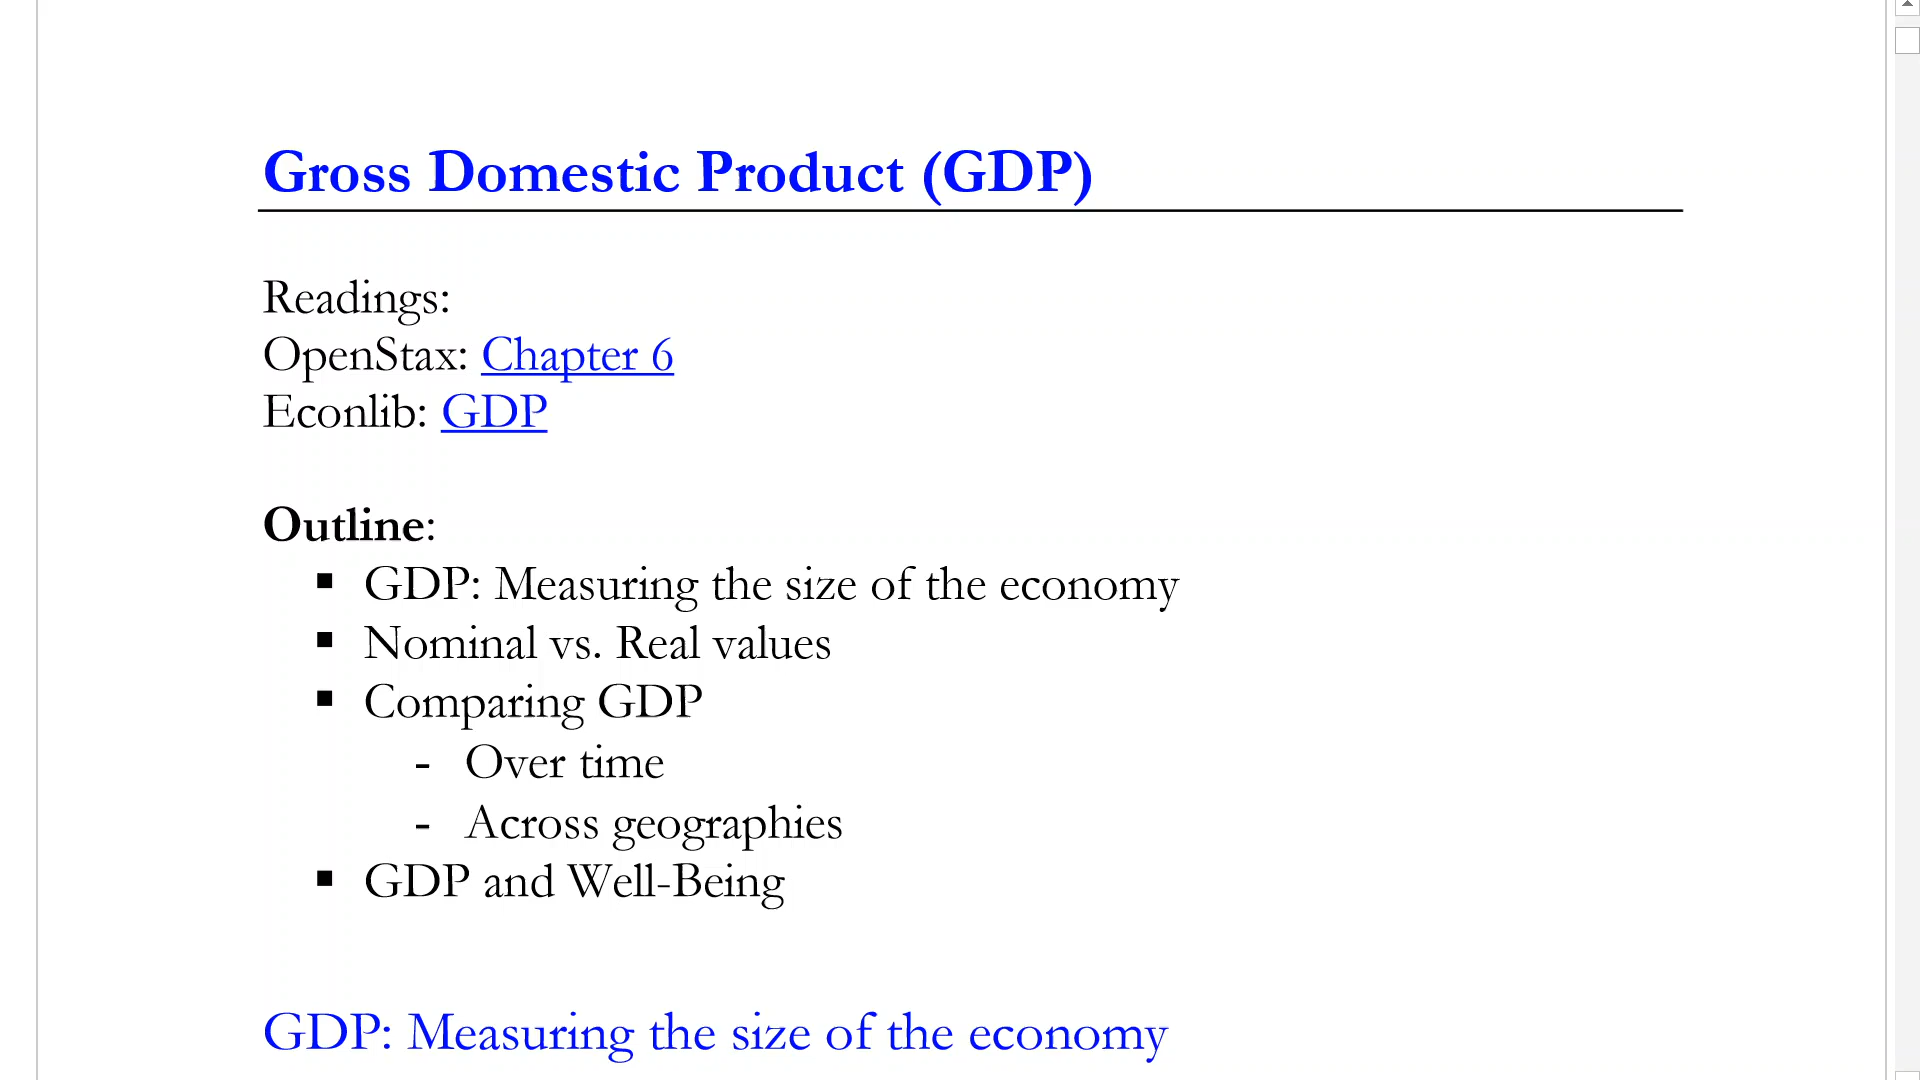 Gross Domestic Product (GDP)
Readings:
OpenStax: Chapter 6
Econlib: GDP
Outline:
▪ GDP: Measuring the size of the economy
▪ Nominal vs. Real values
▪ Comparing GDP
- Over time
- Across geographies
▪ GDP and Well-Being
GDP: Measuring the size of the economy